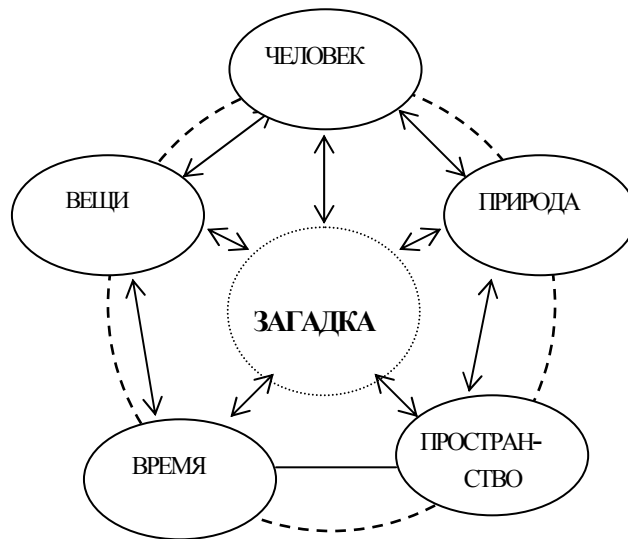 ЧЕЛОВЕК
ВЕЩИ
ПРИРОДА
ЗАГАДКА
ВРЕМЯ
ПРОСТРАН-
СТВО